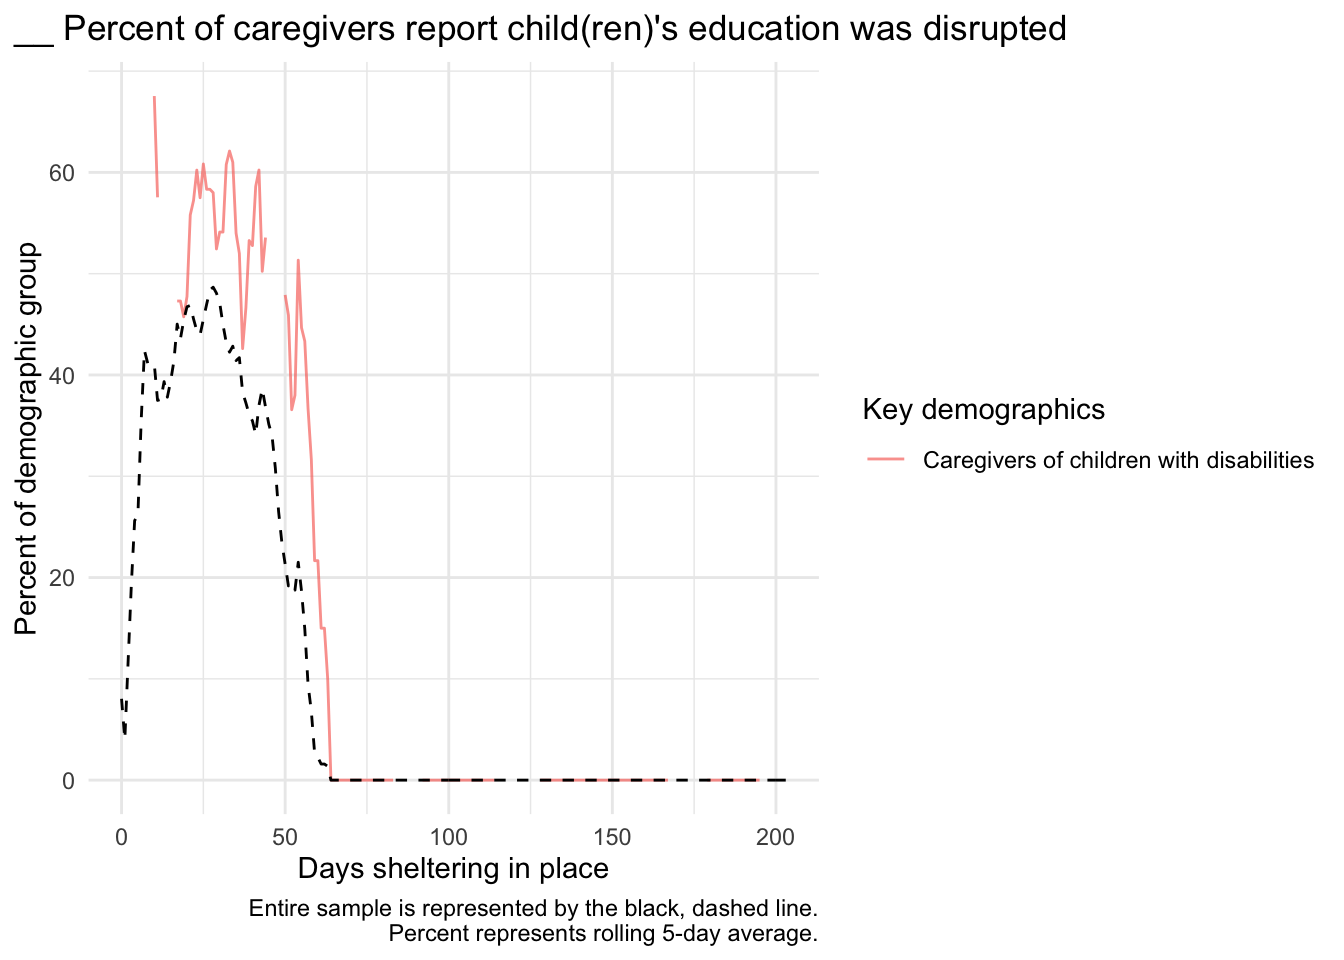 __ Percent of caregivers report child(ren)'s education was disrupted
Percent of demographic group
60
40
20
0
0
50
100
150
200
Days sheltering in place
Key demographics
Caregivers of children with disabilities
Entire sample is represented by the black, dashed line.
Percent represents rolling 5-day average.